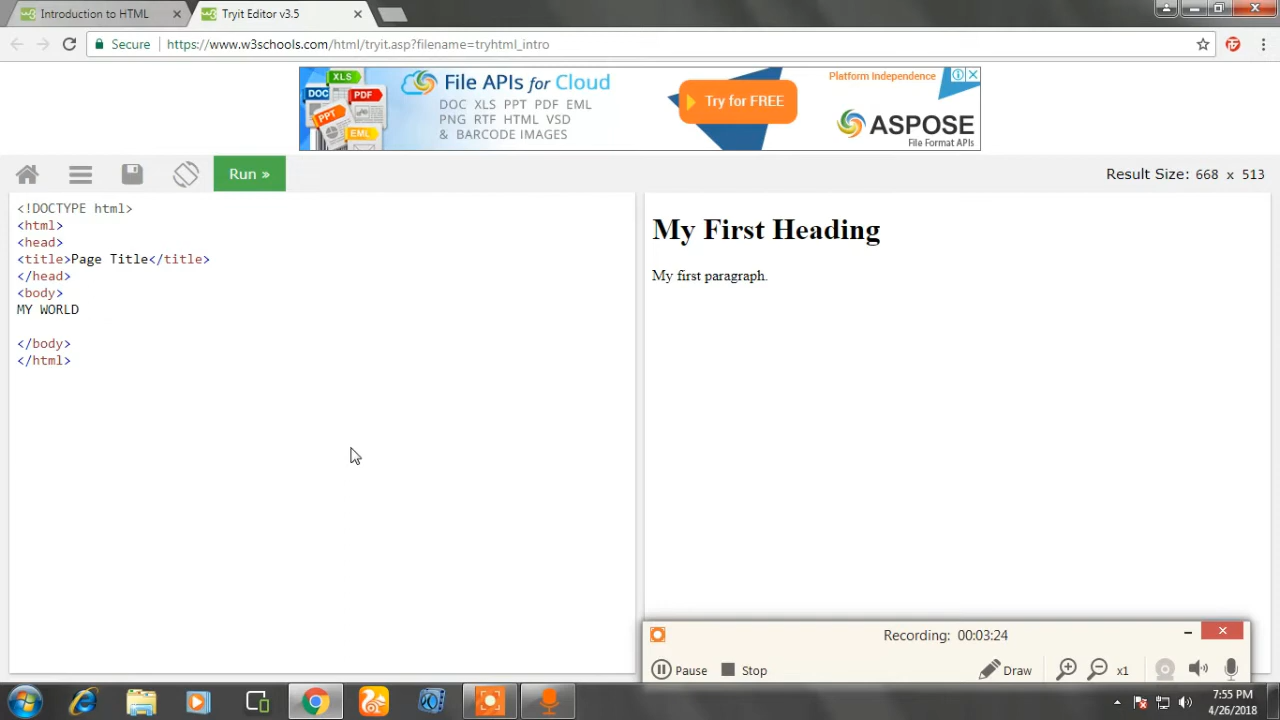 Introduction to HTML
Tryit Editor v3.5
Secure https://www.w3schools.com/html/tryit.asp?filename=tryhtml_intro
XLS
DOC
PDF
PPT
EML
File APIs for Cloud
DOC XLS PPT PDF EML
PNG RTF HTML VSD
& BARCODE IMAGES
Try for FREE
Platform Independence
ASPOSE
File Format APIs
Run »
Result Size: 668 x 513
<!DOCTYPE html>
<html>
<head>
<title>Page Title</title>
</head>
<body>
MY WORLD
</body>
</html>
My First Heading
My first paragraph.
Recording: 00:03:24
Pause
Stop
Draw
x1
7:55 PM
4/26/2018